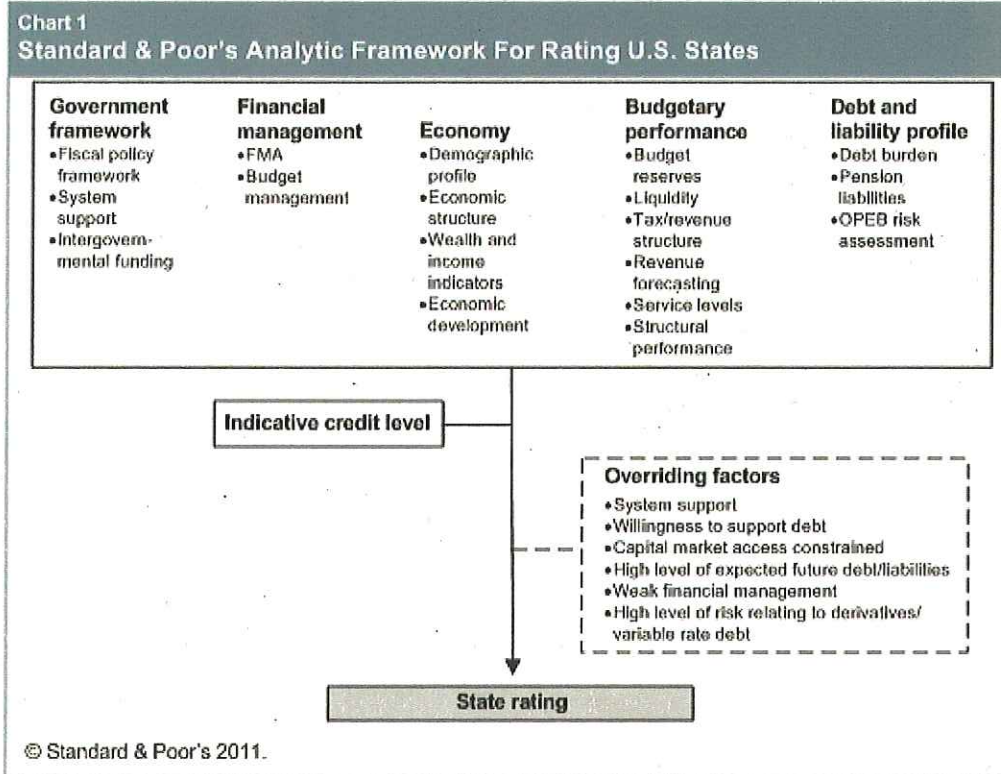 Chart 1
Standard & Poor's Analytic Framework For Rating U.S. States
Government
framework
•Fiscal policy
framework
•System
support
•Intergovern-
mental funding
Financial
management
•FMA
•Budget
management
Economy
•Demographic
profile
•Economic
structure
•Wealth and
income
indicators
•Economic
development
Budgetary
performance
•Budget
reserves
•Liquidity
•Tax/revenue
structure
•Revenue
forecasting
•Service levels
•Structural
performance
Debt and
liability profile
•Debt burden
•Pension
liabilities
•OPEB risk
assessment
Indicative credit level
Overriding factors
•System support
•Willingness to support debt
•Capital market access constrained
•High level of expected future debt/liabilities
•Weak financial management
•High level of risk relating to derivatives/
variable rate debt
State rating
© Standard & Poor's 2011.